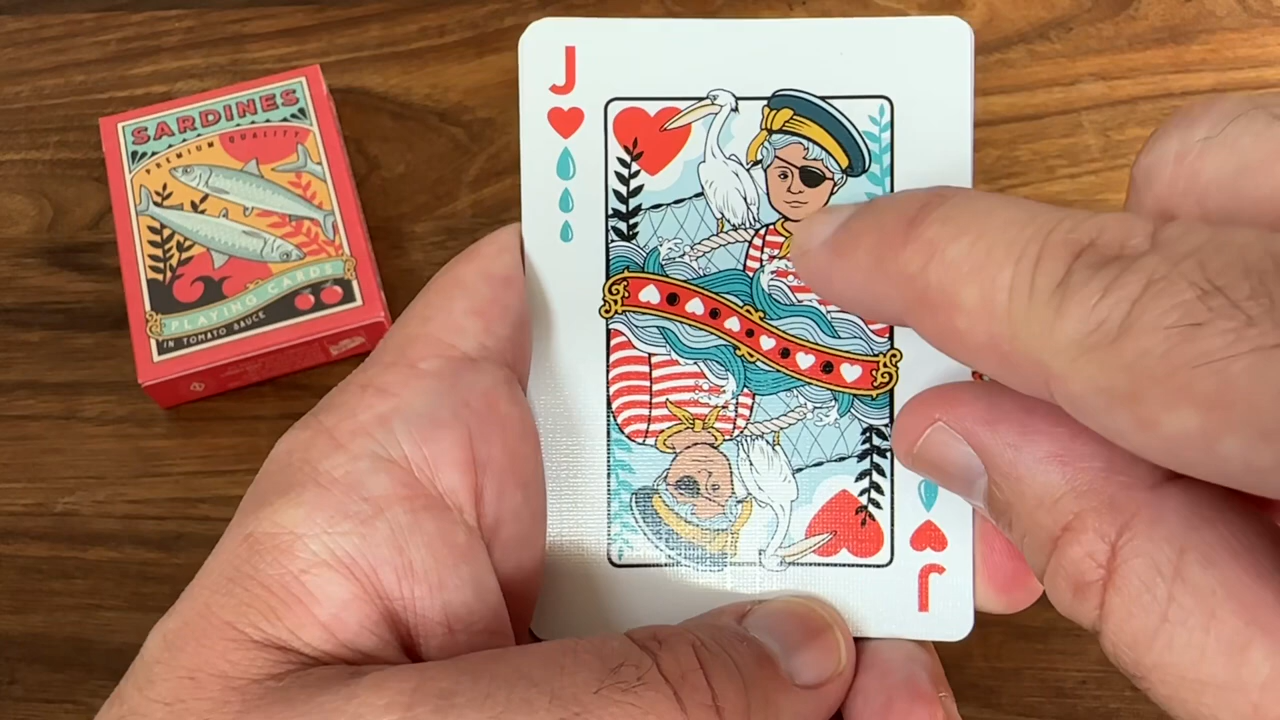 SARDINES
PREMIUM QUALITY
PLAYING CARDS
IN TOMATO SAUCE
J
J